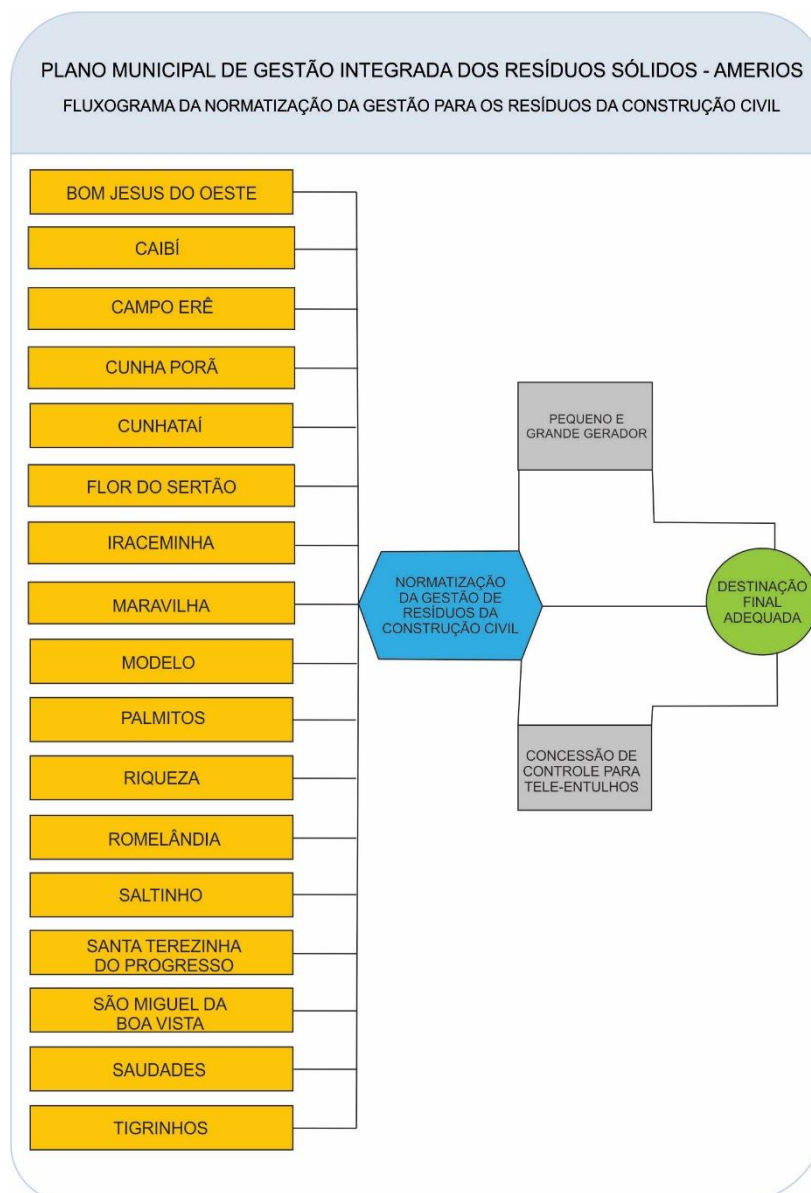 PLANO MUNICIPAL DE GESTÃO INTEGRADA DOS RESÍDUOS SÓLIDOS - AMERIOS
FLUXOGRAMA DA NORMATIZAÇÃO DA GESTÃO PARA OS RESÍDUOS DA CONSTRUÇÃO CIVIL
BOM JESUS DO OESTE
CAIBÍ
CAMPO ERÊ
CUNHA PORÃ
CUNHATAÍ
FLOR DO SERTÃO
IRACEMINHA
MARAVILHA
MODELO
PALMITOS
RIQUEZA
ROMELÂNDIA
SALTINHO
SANTA TEREZINHA
DO PROGRESSO
SÃO MIGUEL DA
BOA VISTA
SAUDADES
TIGRINHOS
NORMATIZAÇÃO
DA GESTÃO DE
RESÍDUOS DA
CONSTRUÇÃO CIVIL
PEQUENO E
GRANDE GERADOR
CONCESSÃO DE
CONTROLE PARA
TELE-ENTULHOS
DESTINAÇÃO
FINAL
ADEQUADA